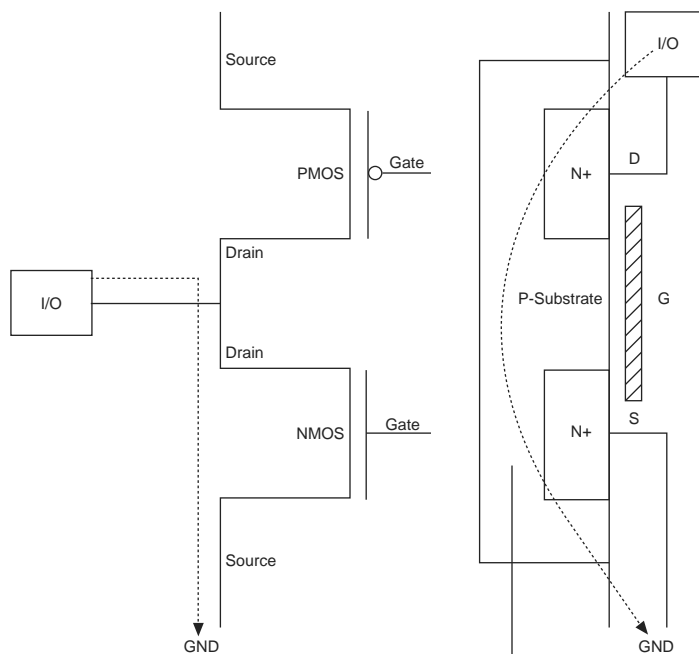 Source
PMOS
Gate
Drain
I/O
Drain
NMOS
Gate
Source
GND
I/O
D
N+
P-Substrate
G
S
N+
GND